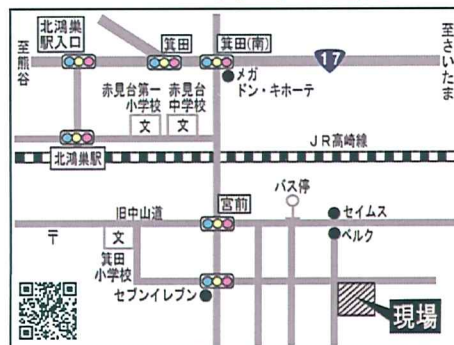 北鴻巣
駅入口
箕田
箕田(南)
至熊谷
17
至さいたま
メガ
ドン・キホーテ
赤見台第一
小学校
赤見台
中学校
文
文
JR高崎線
北鴻巣駅
バス停
宮前
旧中山道
セイムス
〒
文
ベルク
箕田
小学校
セブンイレブン
現場